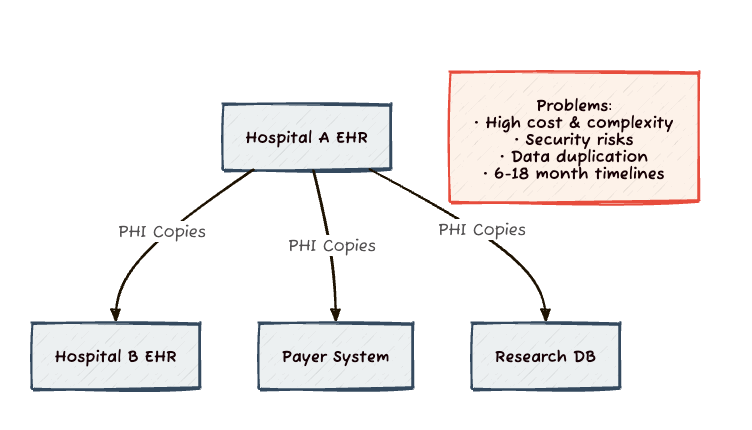 Problems:
· High cost & complexity
· Security risks
· Data duplication
· 6-18 month timelines
Hospital A EHR
PHI Copies
PHI Copies
PHI Copies
Hospital B EHR
Payer System
Research DB